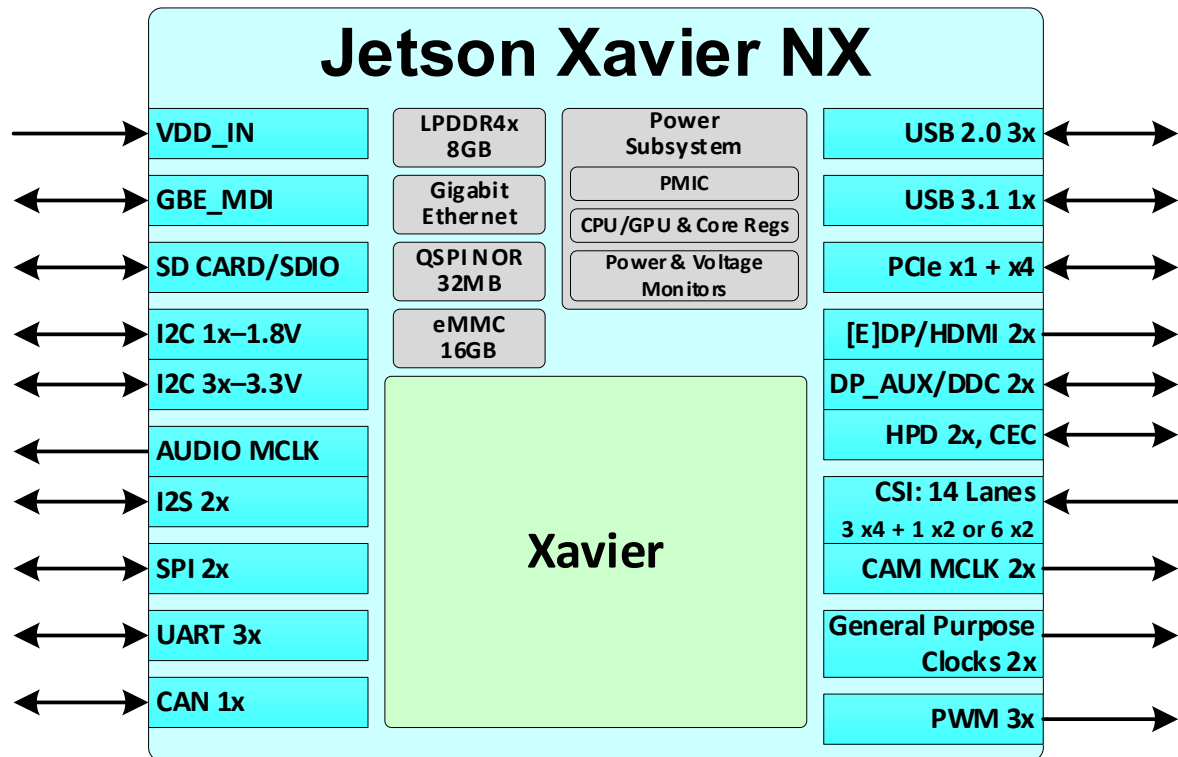 Jetson Xavier NX
VDD_IN
GBE_MDI
SD CARD/SDIO
I2C 1x–1.8V
I2C 3x–3.3V
AUDIO MCLK
I2S 2x
SPI 2x
UART 3x
CAN 1x
LPDDR4x
8GB
Gigabit
Ethernet
QSPI NOR
32MB
eMMC
16GB
Power
Subsystem
PMIC
CPU/GPU & Core Regs
Power & Voltage
Monitors
Xavier
USB 2.0 3x
USB 3.1 1x
PCIe x1 + x4
[E]DP/HDMI 2x
DP_AUX/DDC 2x
HPD 2x, CEC
CSI: 14 Lanes
3 x4 + 1 x2 or 6 x2
CAM MCLK 2x
General Purpose
Clocks 2x
PWM 3x